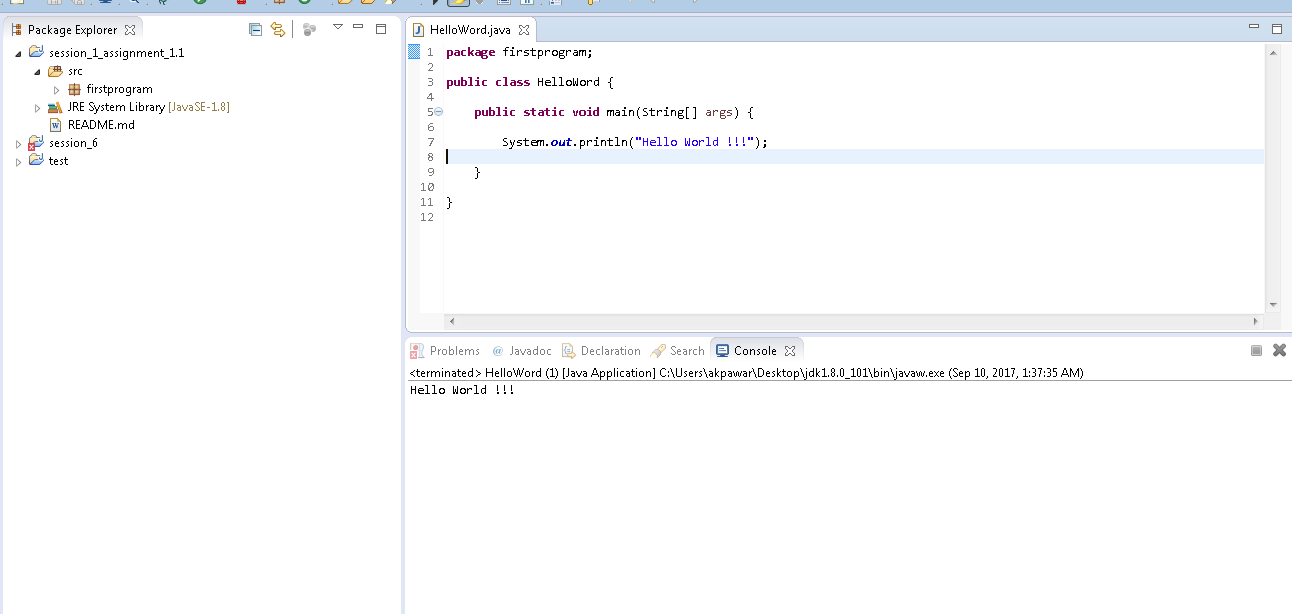 Package Explorer
session_1_assignment_1.1
src
firstprogram
JRE System Library [JavaSE-1.8]
README.md
session_6
test
HelloWord.java
1 package firstprogram;
2
3 public class HelloWord {
4
5 public static void main(String[] args) {
6
7 System.out.println("Hello World !!!");
8
9 }
10
11 }
12
Problems @ Javadoc Declaration Search Console
<terminated> HelloWord (1) [Java Application] C:\Users\akpawar\Desktop\jdk1.8.0_101\bin\javaw.exe (Sep 10, 2017, 1:37:35 AM)
Hello World !!!